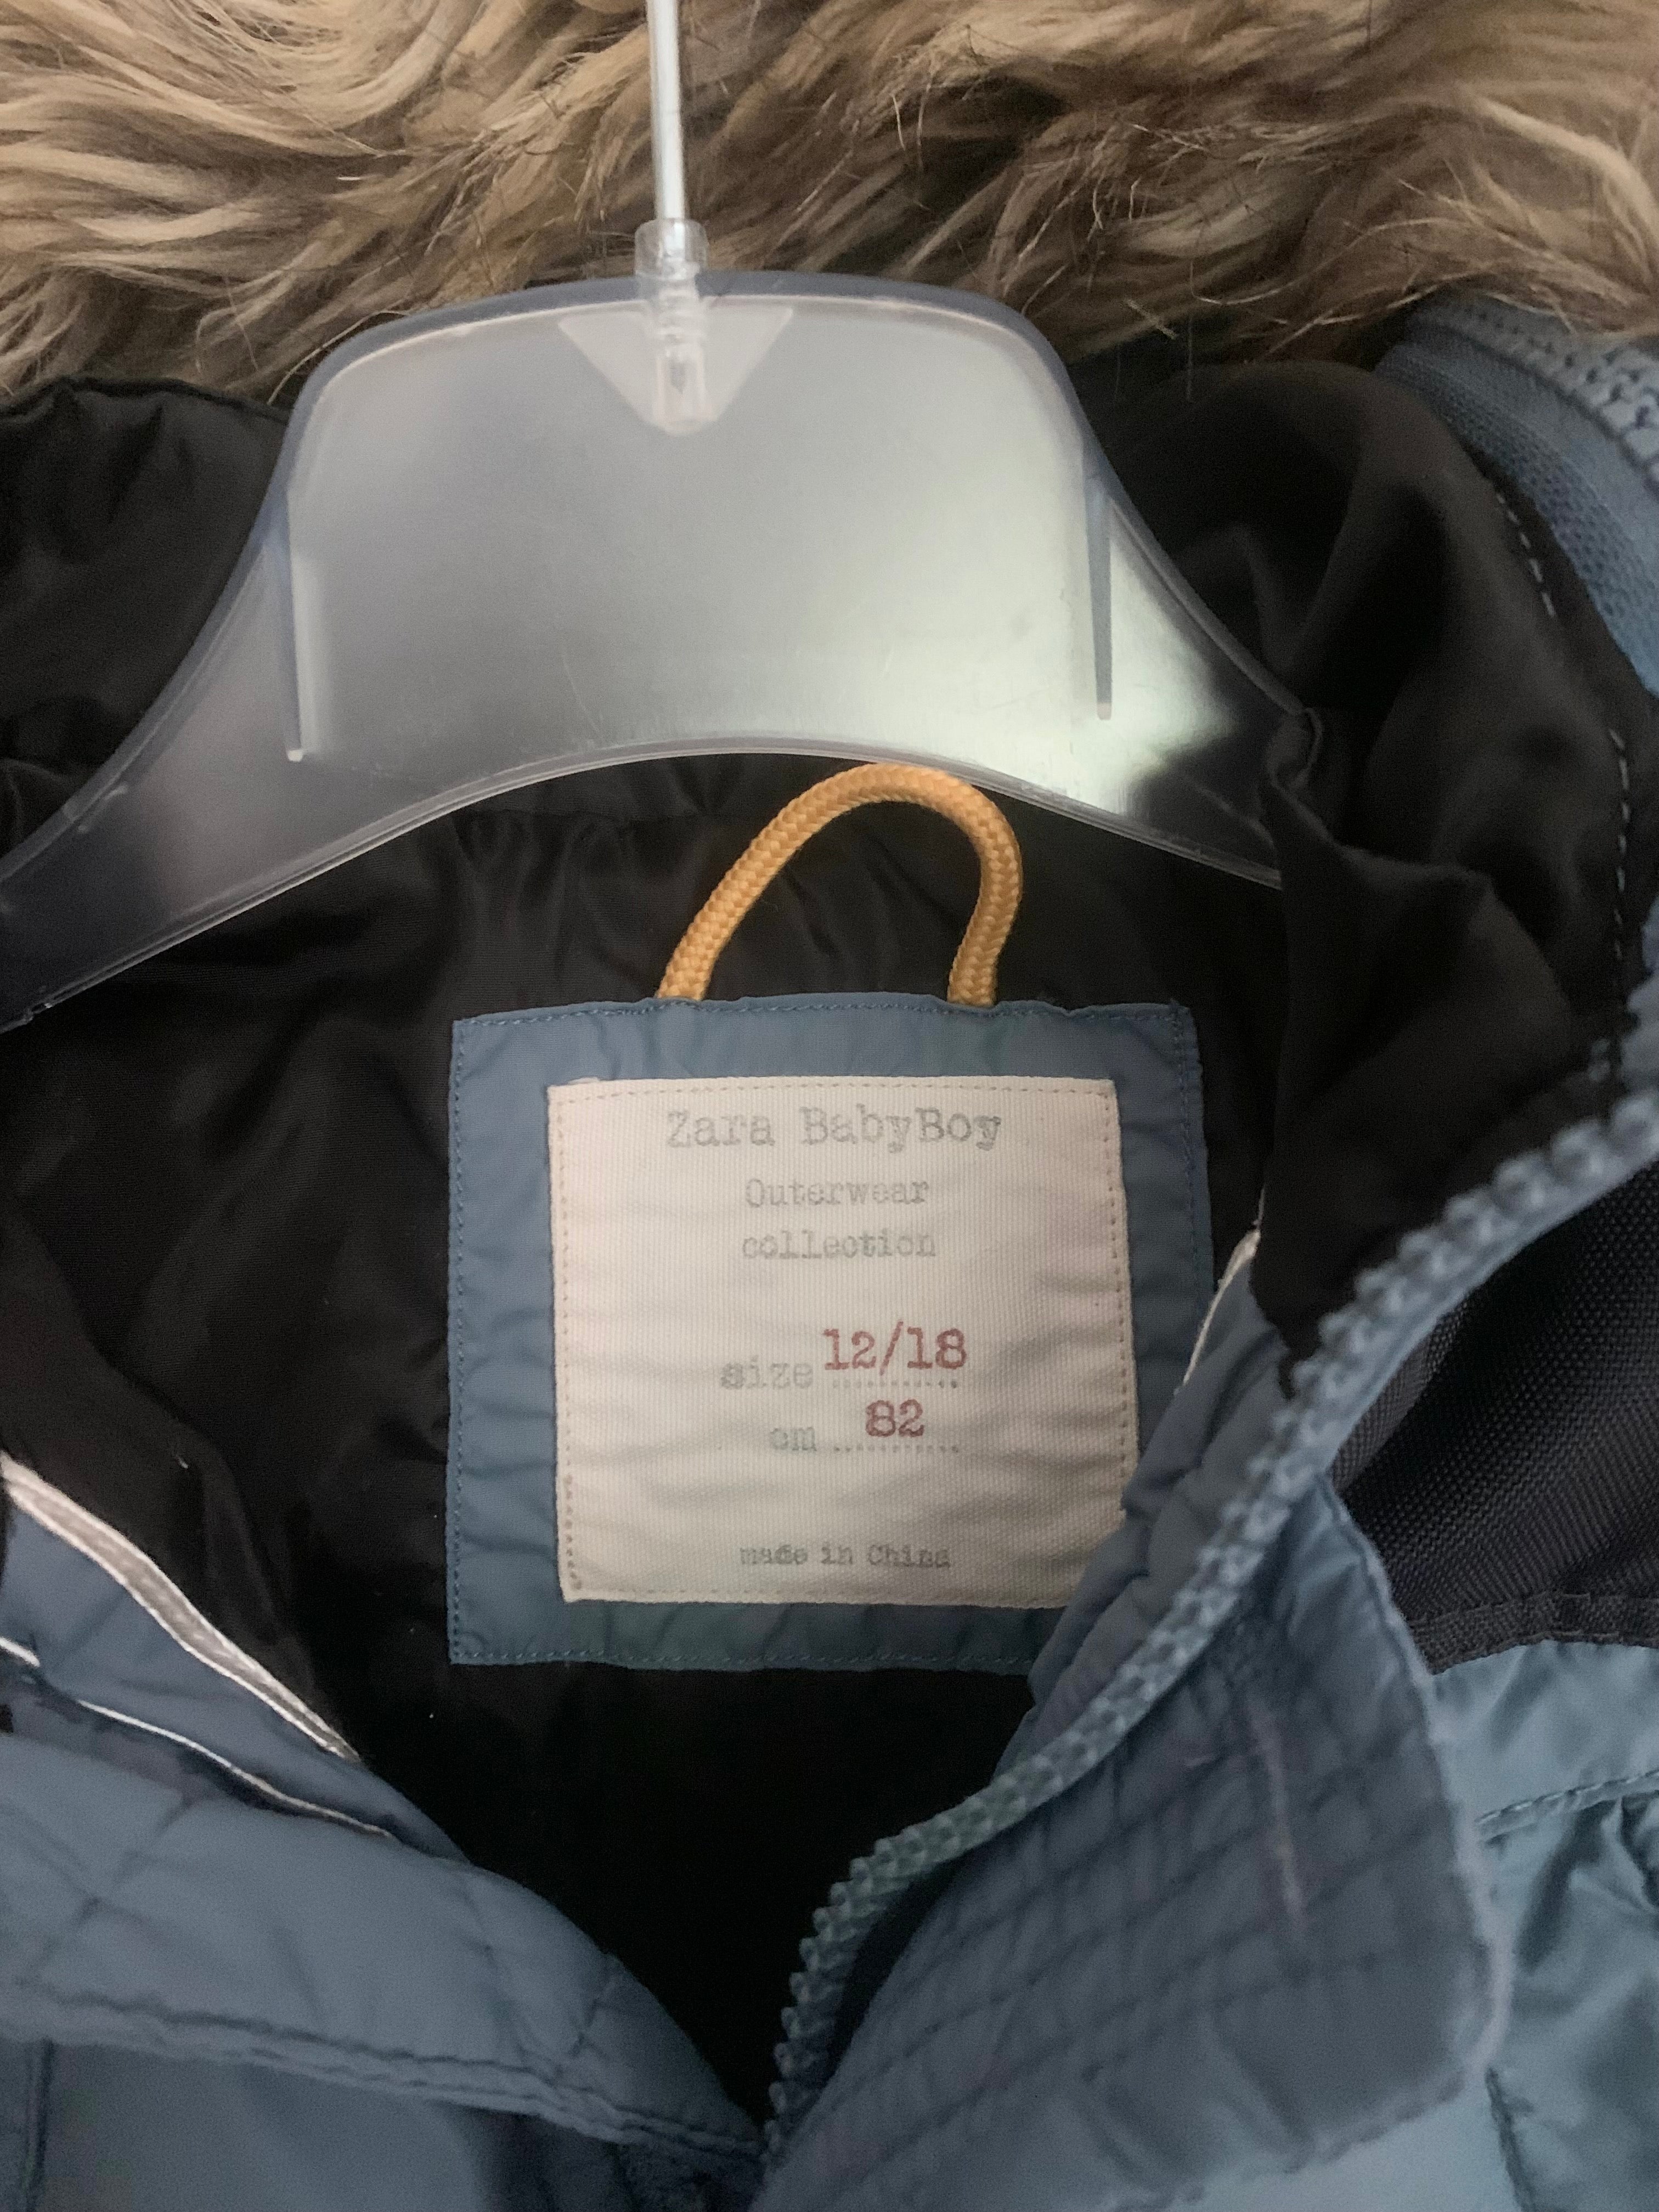 Zara BabyBoy
Outerwear
collection
size 12/18
cm 82
made in China